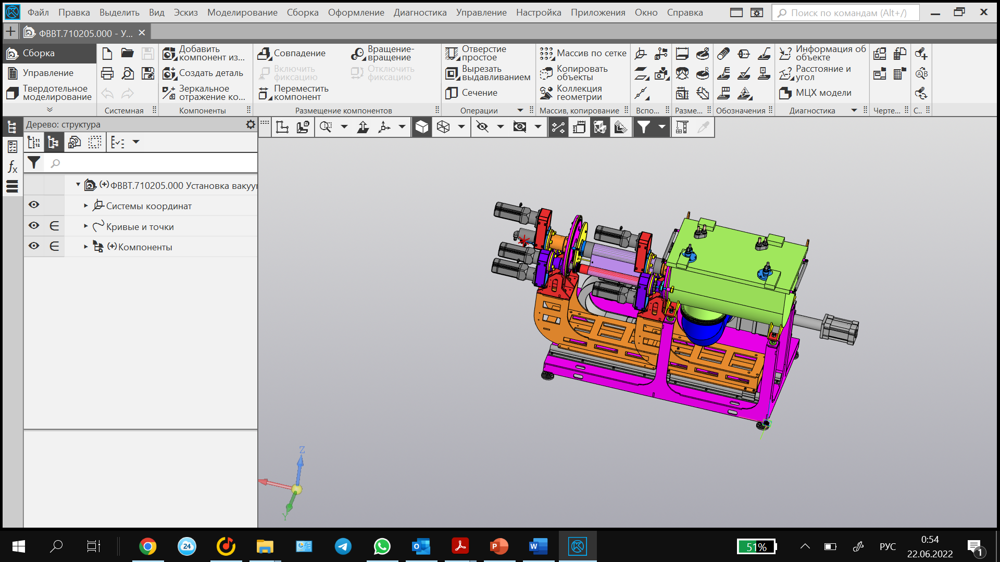 Файл Правка Выделить Вид Эскиз Моделирование Сборка Оформление Диагностика Управление Настройка Приложения Окно Справка Поиск по командам (Alt+/)
ФВВТ.710205.000 - У...
Сборка
Управление
Твердотельное
моделирование
Системная
Добавить
компонент из...
Создать деталь
Зеркальное
отражение ко...
Компоненты
Совпадение
Вращение-
вращение
Включить
фиксацию
Отключить
фиксацию
Переместить
компонент
Размещение компонентов
Отверстие
простое
Вырезать
выдавливанием
Сечение
Операции
Массив по сетке
Копировать
объекты
Коллекция
геометрии
Массив, копирование
Вспо...
Разме...
Обозначения
Информация об
объекте
Расстояние и
угол
МЦХ модели
Диагностика
Черте...
С...
Дерево: структура
(+)ФВВТ.710205.000 Установка вакуу
Системы координат
Кривые и точки
(+)Компоненты
Z
Y
24
51%
РУС
0:54
22.06.2022
1